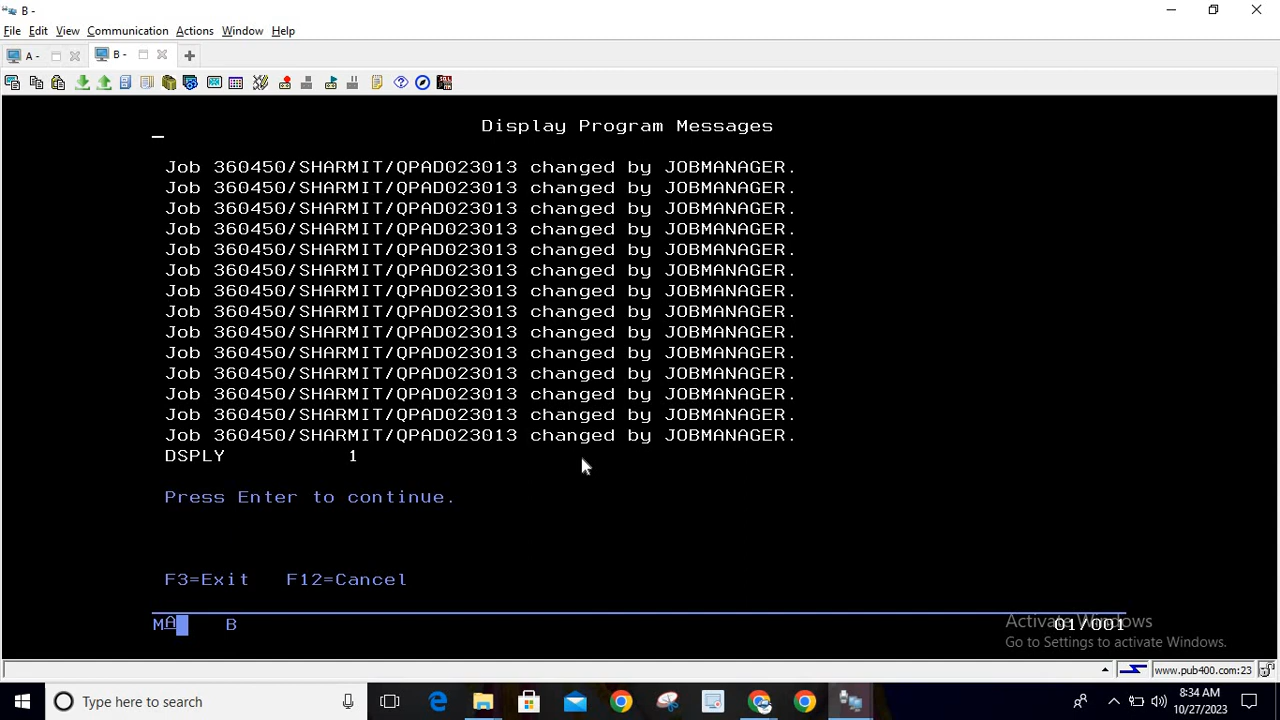 B -
File Edit View Communication Actions Window Help
A - B -
Display Program Messages
Job 360450/SHARMIT/QPAD023013 changed by JOBMANAGER.
Job 360450/SHARMIT/QPAD023013 changed by JOBMANAGER.
Job 360450/SHARMIT/QPAD023013 changed by JOBMANAGER.
Job 360450/SHARMIT/QPAD023013 changed by JOBMANAGER.
Job 360450/SHARMIT/QPAD023013 changed by JOBMANAGER.
Job 360450/SHARMIT/QPAD023013 changed by JOBMANAGER.
Job 360450/SHARMIT/QPAD023013 changed by JOBMANAGER.
Job 360450/SHARMIT/QPAD023013 changed by JOBMANAGER.
Job 360450/SHARMIT/QPAD023013 changed by JOBMANAGER.
Job 360450/SHARMIT/QPAD023013 changed by JOBMANAGER.
Job 360450/SHARMIT/QPAD023013 changed by JOBMANAGER.
Job 360450/SHARMIT/QPAD023013 changed by JOBMANAGER.
Job 360450/SHARMIT/QPAD023013 changed by JOBMANAGER.
Job 360450/SHARMIT/QPAD023013 changed by JOBMANAGER.
DSPLY 1
Press Enter to continue.
F3=Exit F12=Cancel
MA B 01/001
Activate Windows
Go to Settings to activate Windows.
www.pub400.com:23
Type here to search
8:34 AM
10/27/2023